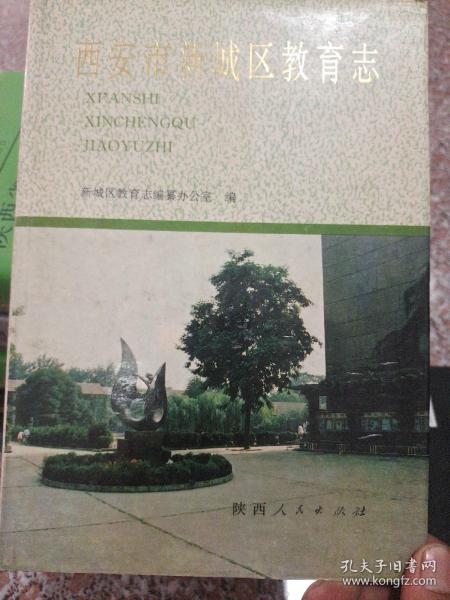 西安市新城区教育志
XI'ANSHI
XINCHENGQU
JIAOYUZHI
新城区教育志编纂办公室 编
陕西人民出版社
陕西
孔夫子旧书网
www.kongfz.com